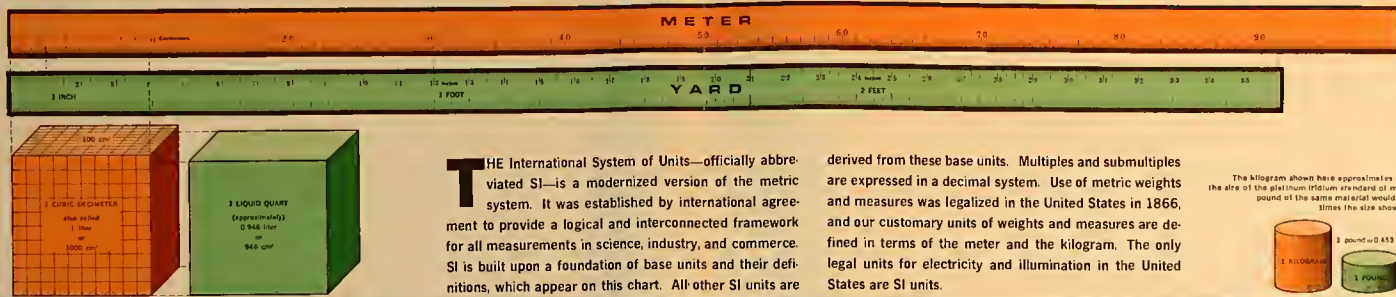 METER
Centimeters
20
40
50
60
70
90
YARD
1 INCH
1 FOOT
2 FEET
100 cm²
1 CUBIC DECIMETER
also called
1 liter
or
1000 cm³
1 LIQUID QUART
(approximately)
0.946 liter
or
946 cm³
THE International System of Units—officially abbre-
viated SI—is a modernized version of the metric
system. It was established by international agree-
ment to provide a logical and interconnected framework
for all measurements in science, industry, and commerce.
SI is built upon a foundation of base units and their defi-
nitions, which appear on this chart. All other SI units are
derived from these base units. Multiples and submultiples
are expressed in a decimal system. Use of metric weights
and measures was legalized in the United States in 1866,
and our customary units of weights and measures are de-
fined in terms of the meter and the kilogram. The only
legal units for electricity and illumination in the United
States are SI units.
The kilogram shown here approximates
the size of the platinum iridium standard of
pound of the same material would
times the size
1 KILOGRAM
1 pound = 0.453
1 POUND